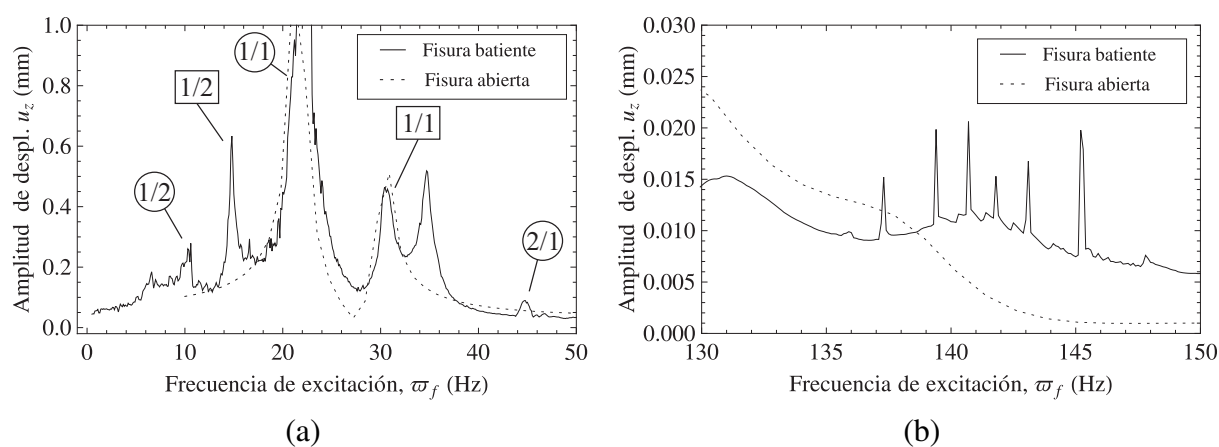 Amplitud de despl. u_z (mm)
1.0
0.8
0.6
0.4
0.2
0.0
1/2
1/2
1/1
1/1
2/1
Fisura batiente
Fisura abierta
0 10 20 30 40 50
Frecuencia de excitación, ϖ_f (Hz)
(a)
Amplitud de despl. u_z (mm)
0.030
0.025
0.020
0.015
0.010
0.005
0.000
Fisura batiente
Fisura abierta
130 135 140 145 150
Frecuencia de excitación, ϖ_f (Hz)
(b)